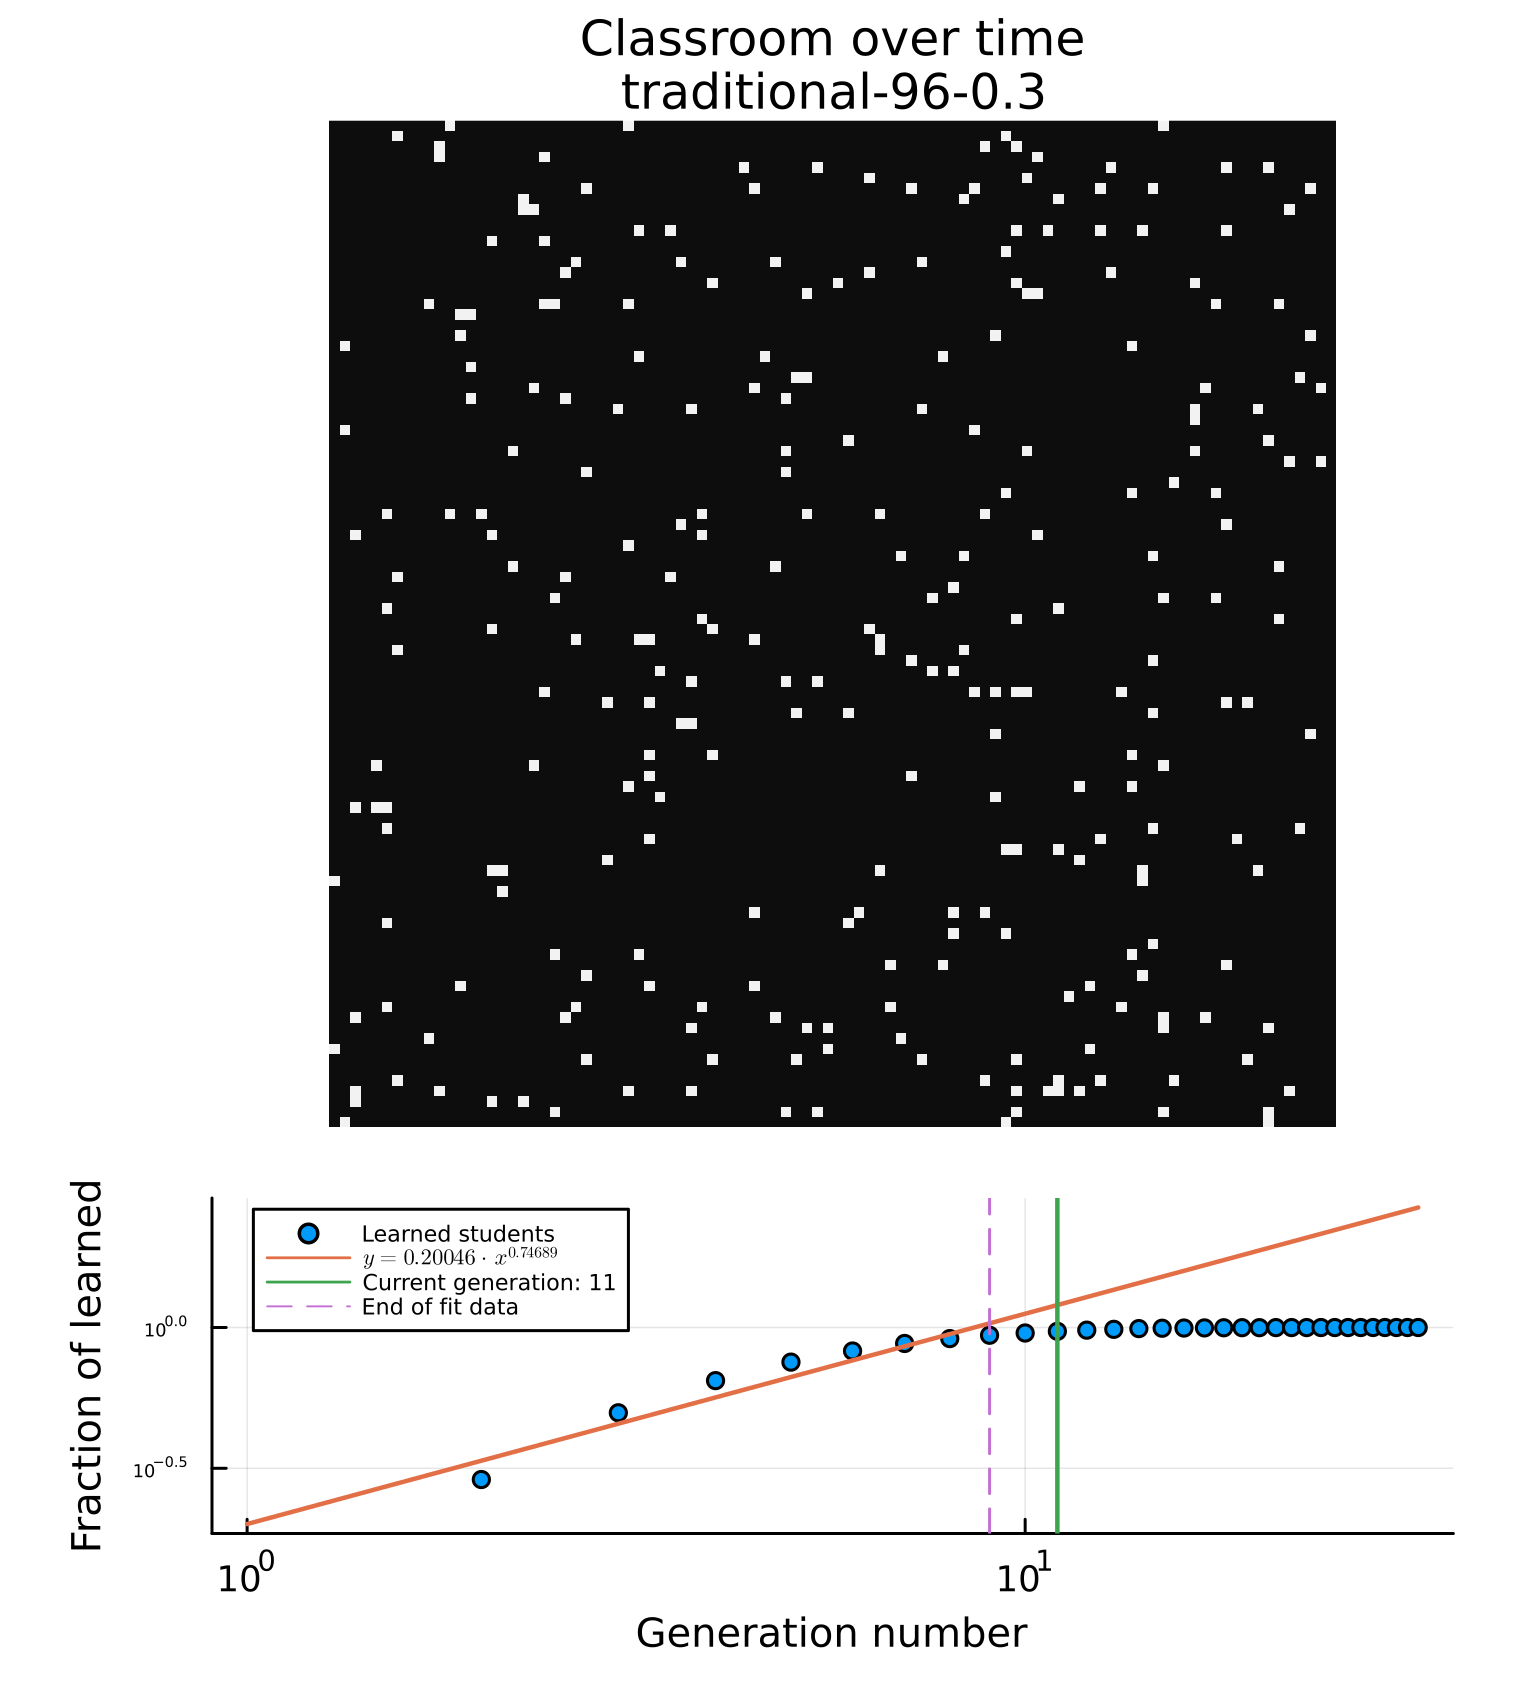 Classroom over time
traditional-96-0.3
Fraction of learned
Learned students
y = 0.20046 · x^0.74689
Current generation: 11
End of fit data
10^0.0
10^−0.5
10^0
10^1
Generation number